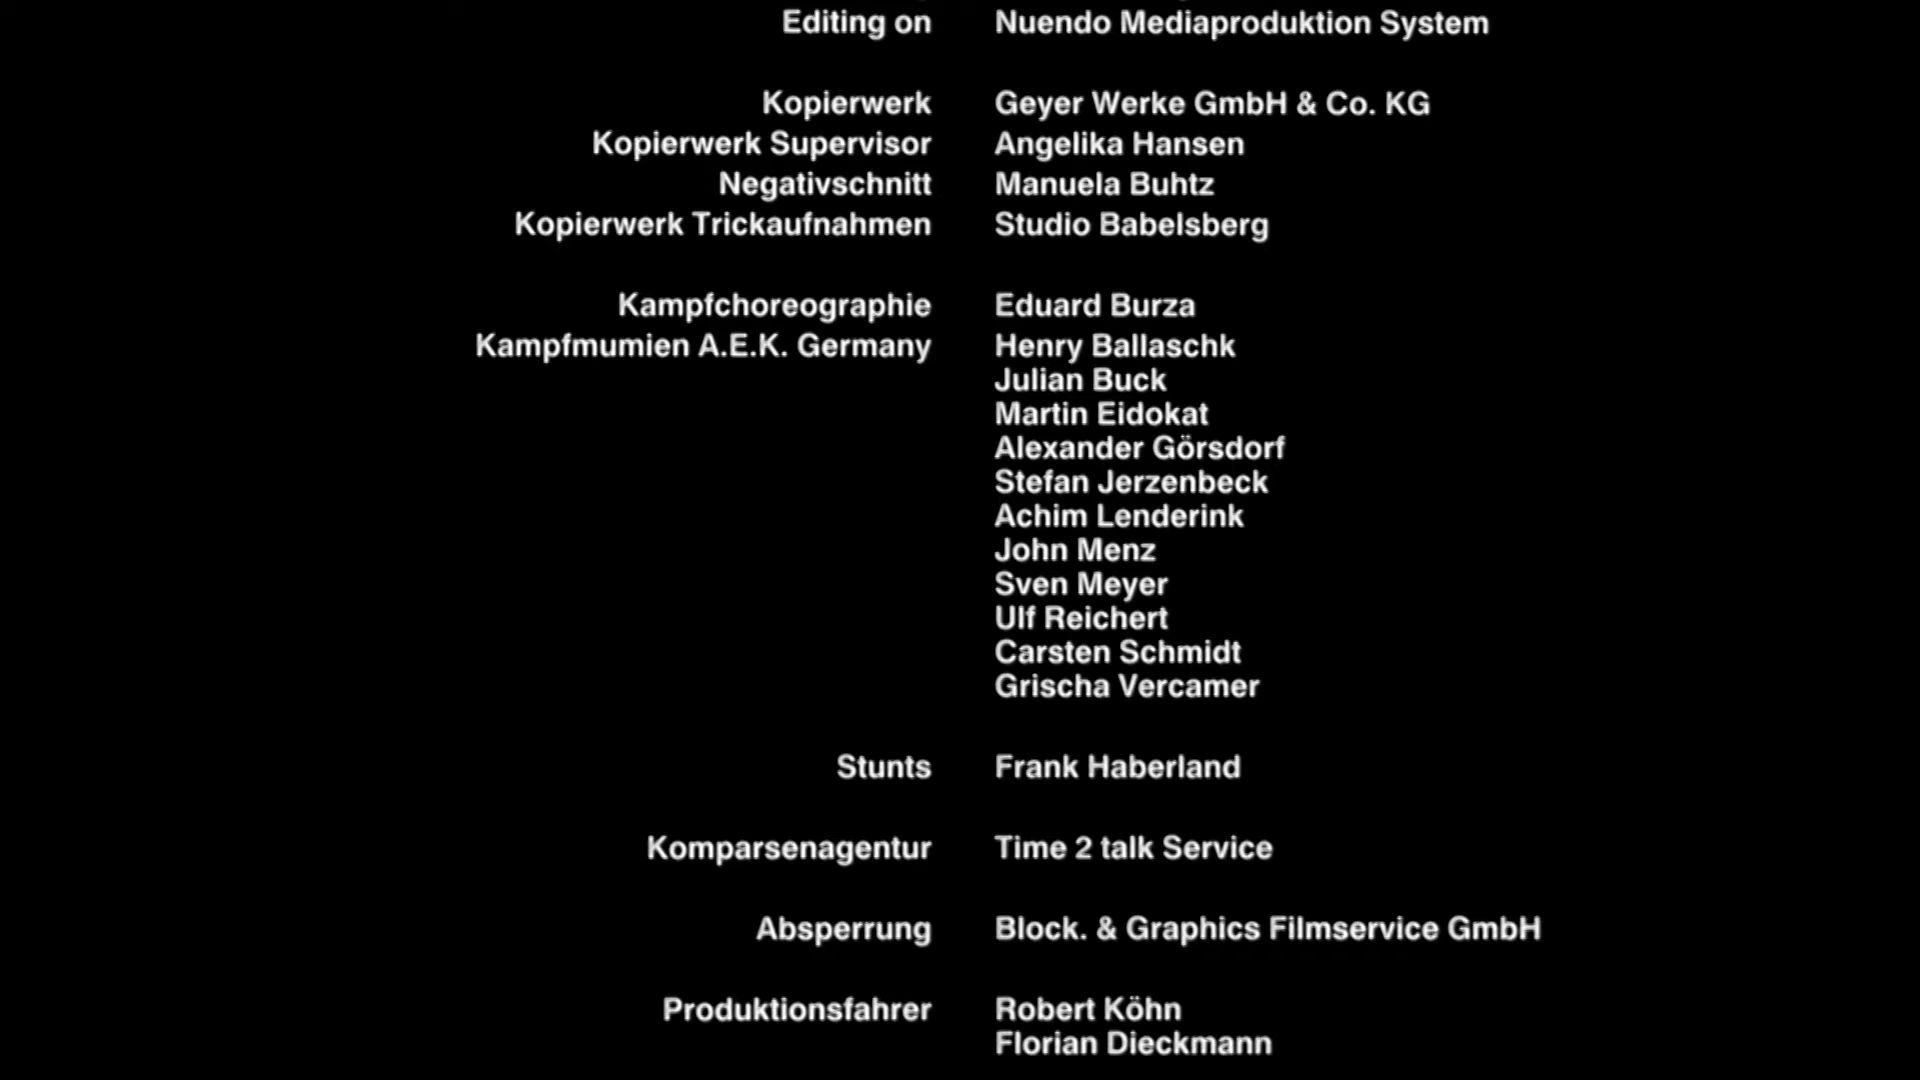 Editing on Nuendo Mediaproduktion System
Kopierwerk Geyer Werke GmbH & Co. KG
Kopierwerk Supervisor Angelika Hansen
Negativschnitt Manuela Buhtz
Kopierwerk Trickaufnahmen Studio Babelsberg
Kampfchoreographie Eduard Burza
Kampfmumien A.E.K. Germany Henry Ballaschk
Julian Buck
Martin Eidokat
Alexander Görsdorf
Stefan Jerzenbeck
Achim Lenderink
John Menz
Sven Meyer
Ulf Reichert
Carsten Schmidt
Grischa Vercamer
Stunts Frank Haberland
Komparsenagentur Time 2 talk Service
Absperrung Block. & Graphics Filmservice GmbH
Produktionsfahrer Robert Köhn
Florian Dieckmann